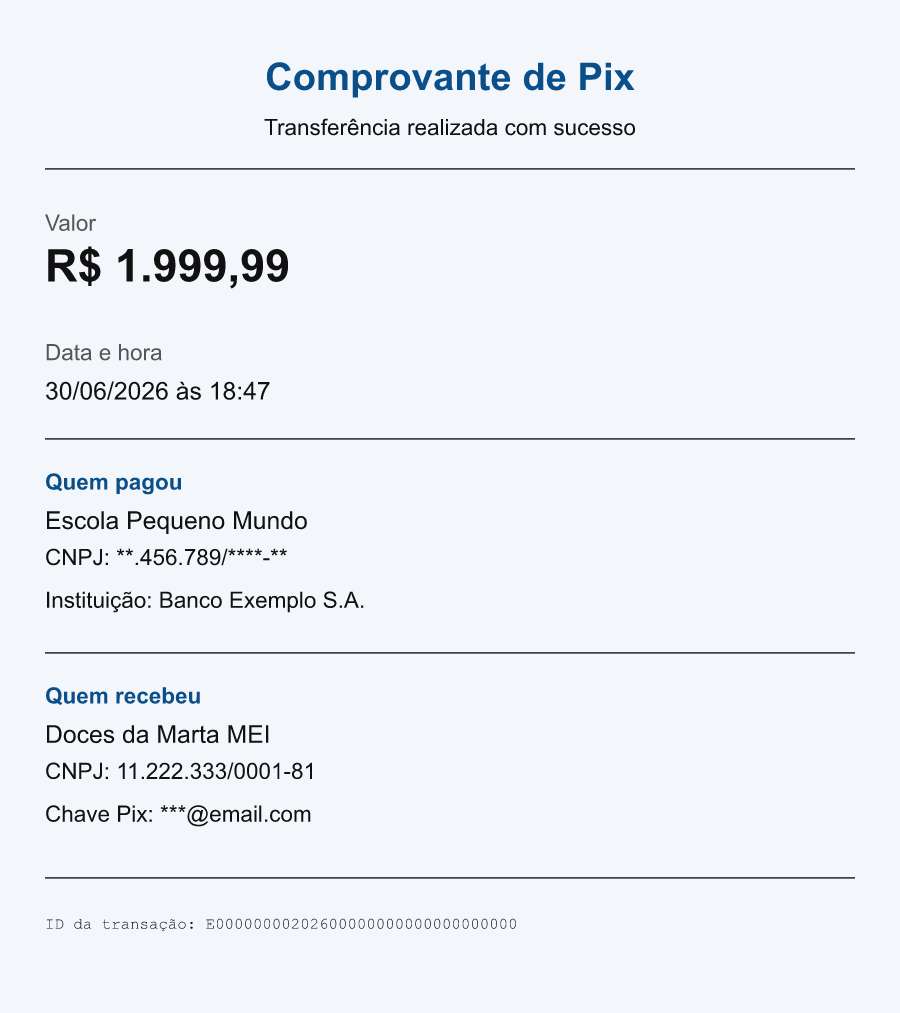 Comprovante de Pix
Transferência realizada com sucesso
Valor
R$ 1.999,99
Data e hora
30/06/2026 às 18:47
Quem pagou
Escola Pequeno Mundo
CNPJ: **.456.789/****-**
Instituição: Banco Exemplo S.A.
Quem recebeu
Doces da Marta MEI
CNPJ: 11.222.333/0001-81
Chave Pix: ***@email.com
ID da transação: E0000000020260000000000000000000